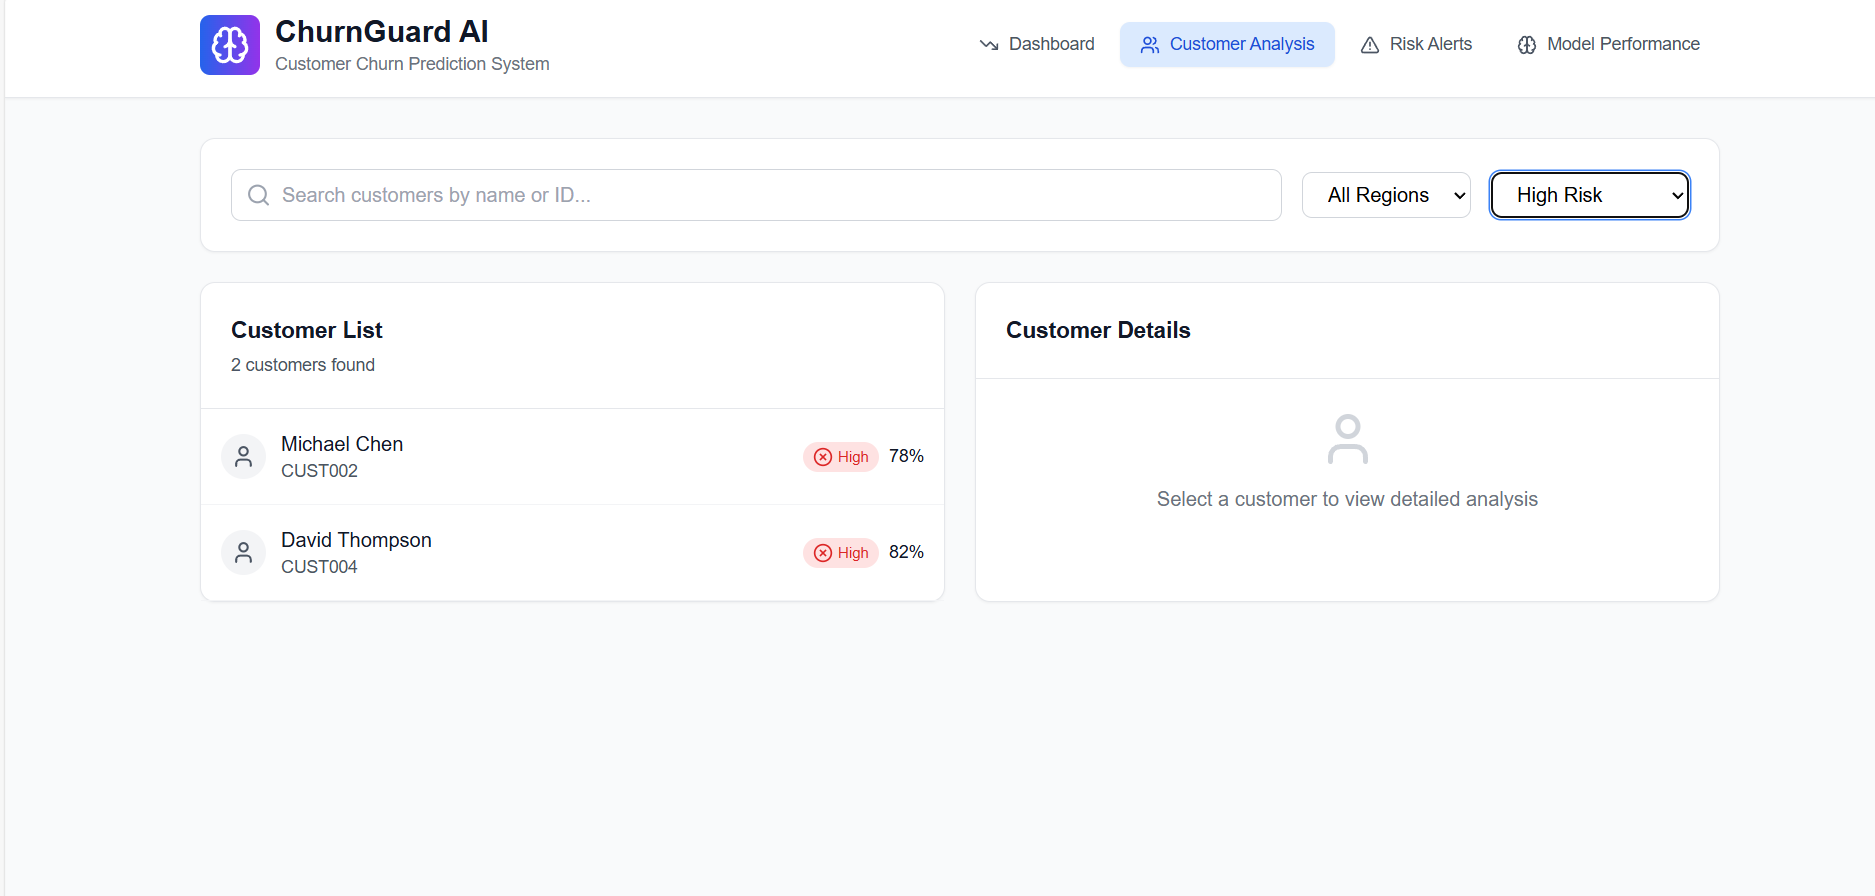 ChurnGuard AI
Customer Churn Prediction System
Dashboard
Customer Analysis
Risk Alerts
Model Performance
Search customers by name or ID...
All Regions
High Risk
Customer List
2 customers found
Michael Chen
CUST002
High
78%
David Thompson
CUST004
High
82%
Customer Details
Select a customer to view detailed analysis